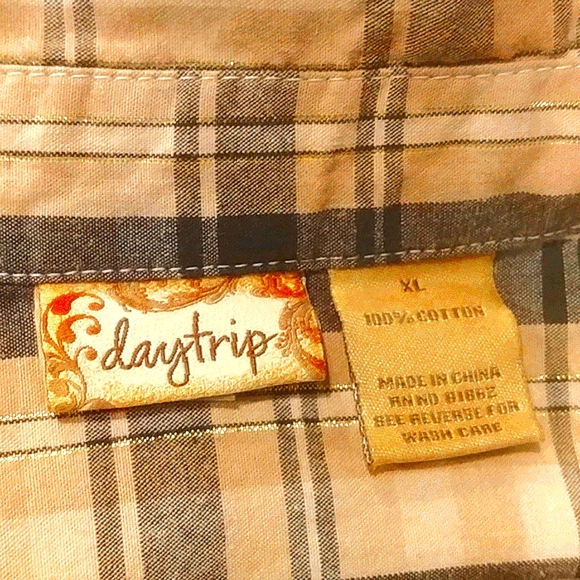 daytrip
XL
100% COTTON
MADE IN CHINA
RN NO 81662
SEE REVERSE FOR
WASH CARE